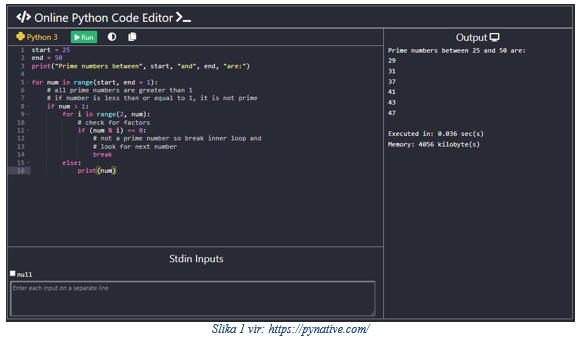 </> Online Python Code Editor >_
Python 3 Run
Output
1 start = 25
2 end = 50
3 print("Prime numbers between", start, "and", end, "are:")
4
5 for num in range(start, end + 1):
6 # all prime numbers are greater than 1
7 # if number is less than or equal to 1, it is not prime
8 if num > 1:
9 for i in range(2, num):
10 # check for factors
11 if (num % i) == 0:
12 # not a prime number so break inner loop and
13 # look for next number
14 break
15 else:
16 print(num)
Prime numbers between 25 and 50 are:
29
31
37
41
43
47
Executed in: 0.036 sec(s)
Memory: 4056 kilobyte(s)
Stdin Inputs
null
Enter each input on a separate line
Slika 1 vir: https://pynative.com/